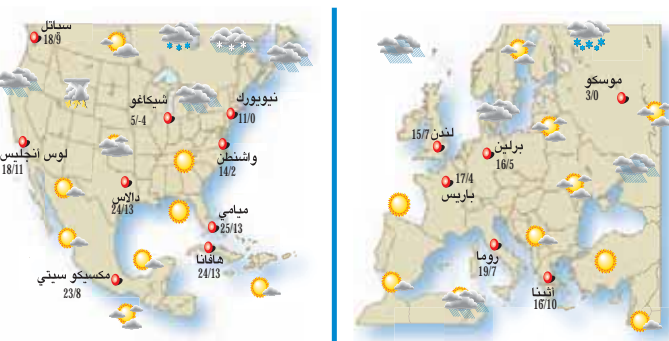 سياتل
18/9
شيكاغو
5/-4
نيويورك
11/0
لوس أنجليس
18/11
واشنطن
14/2
دالاس
24/13
ميامي
25/13
هافانا
24/13
مكسيكو سيتي
23/8
موسكو
3/0
لندن 15/7
برلين
16/5
17/4
باريس
روما
19/7
أثينا
16/10